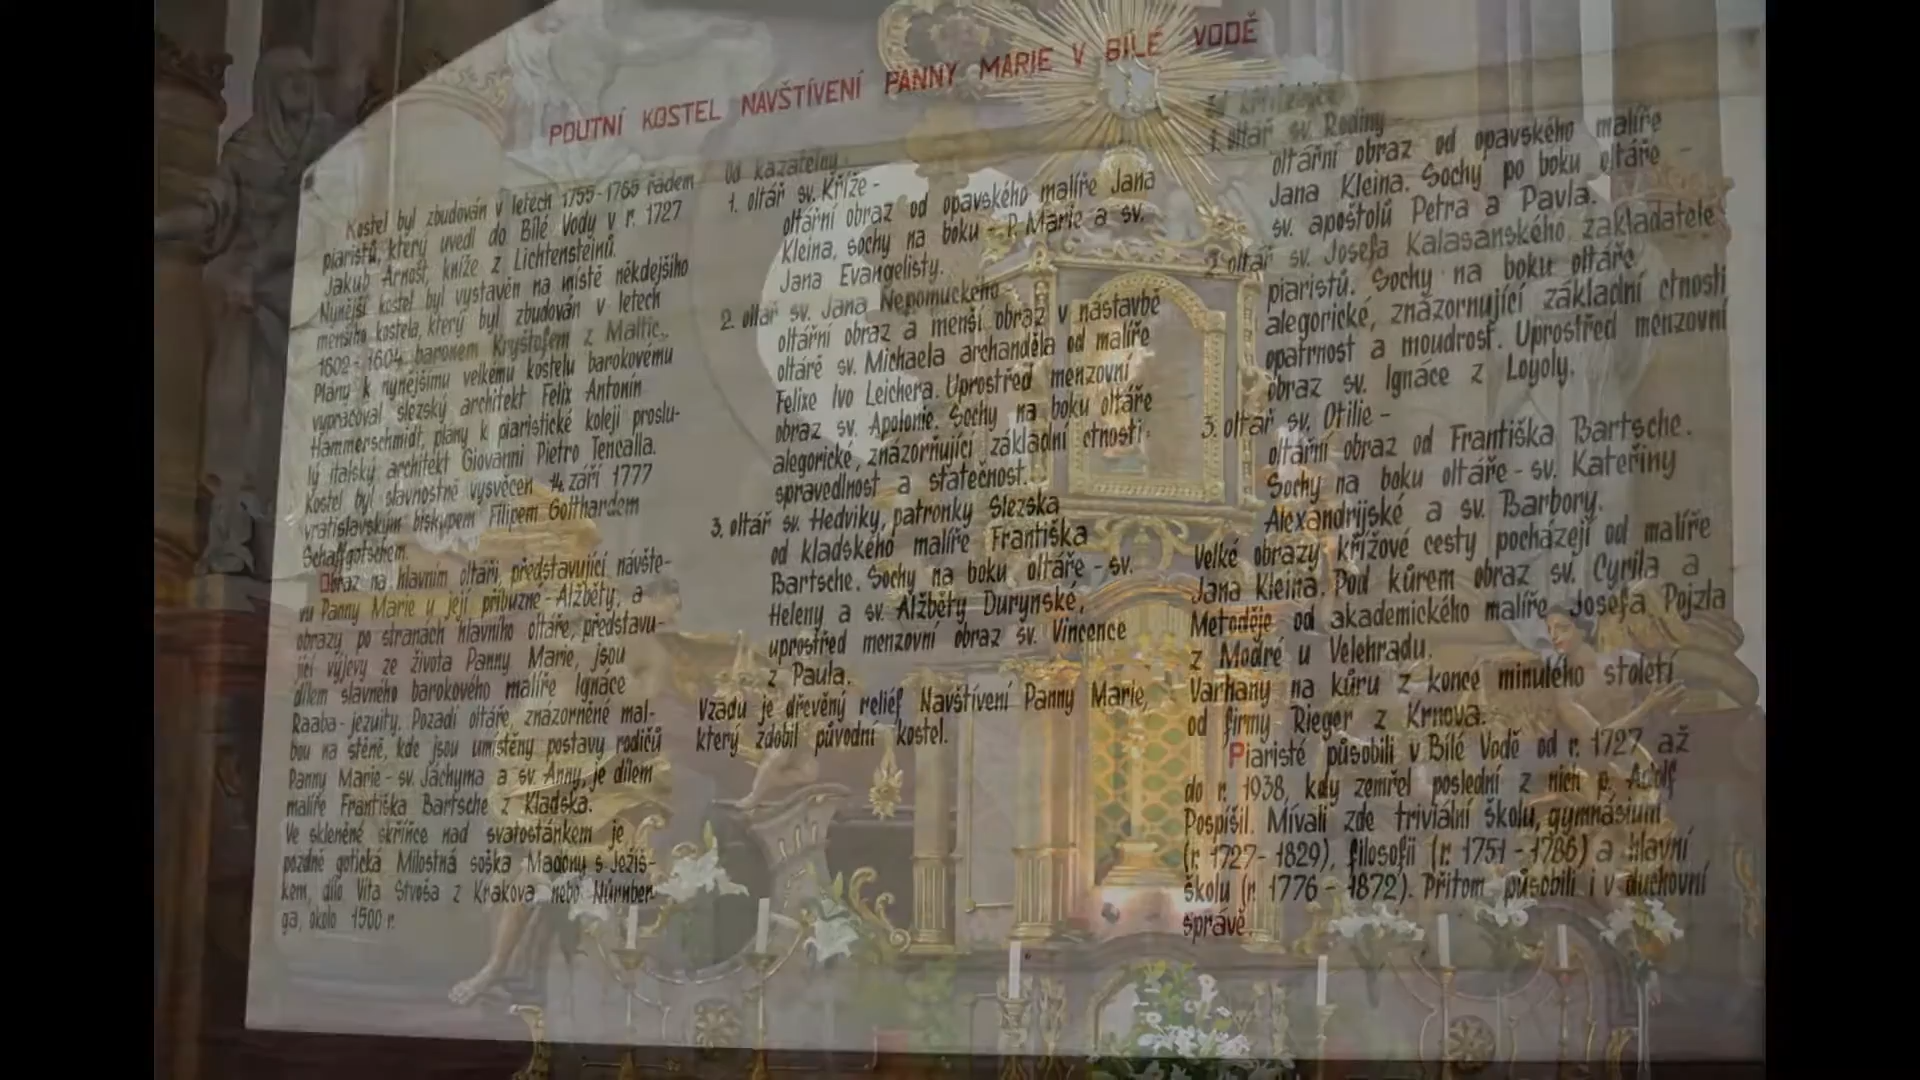 POUTNÍ KOSTEL NAVŠTÍVENÍ PANNY MARIE V BÍLÉ VODĚ
Kostel byl zbudován v letech 1755-1765 řádem
piaristů, který uvedl do Bílé Vody v r. 1727
Jakub Arnošt, kníže z Lichtensteinů.
Nynější kostel byl vystavěn na místě někdejšího
menšího kostela, který byl zbudován v letech
1602-1604 baronem Kryštofem z Maltic.
Plány k nynějšímu velkému kostelu barokovému
vypracoval slezský architekt Felix Antonín
Hammerschmidt, plány k piaristické koleji proslu-
lý italský architekt Giovanni Pietro Tencalla.
Kostel byl slavnostně vysvěcen 14. září 1777
vratislavským biskupem Filipem Gotthardem
Schaffgotschem.
Obraz na hlavním oltáři, představující návště-
vu Panny Marie u její příbuzné - Alžběty, a
obrazy po stranách hlavního oltáře, představu-
jící výjevy ze života Panny Marie, jsou
dílem slavného barokového malíře Ignáce
Raaba - jezuity. Pozadí oltáře, znázorněné mal-
bou na stěně, kde jsou umístěny postavy rodičů
Panny Marie - sv. Jáchyma a sv. Anny, je dílem
malíře Františka Bartsche z Kladska.
Ve skleněné skříňce nad svatostánkem je
pozdně gotická Milostná soška Madony s Ježíš-
kem, dílo Víta Stvoša z Krakova nebo Nürnber-
ga, okolo 1500 r.
Od kazatelny
1. oltář sv. Kříže -
oltářní obraz od opavského malíře Jana
Kleina, sochy na boku - P. Marie a sv.
Jana Evangelisty.
2. oltář sv. Jana Nepomuckého -
oltářní obraz a menší obraz v nástavbě
oltáře sv. Michaela archanděla od malíře
Felixe Ivo Leichera. Uprostřed menzovní
obraz sv. Apolonie. Sochy na boku oltáře
alegorické, znázorňující základní ctnosti:
spravedlnost a statečnost.
3. oltář sv. Hedviky, patronky Slezska
od kladského malíře Františka
Bartsche. Sochy na boku oltáře - sv.
Heleny a sv. Alžběty Durynské,
uprostřed menzovní obraz sv. Vincence
z Paula.
Vzadu je dřevěný reliéf Navštívení Panny Marie,
který zdobil původní kostel.
Od křtitelnice
1. oltář sv. Rodiny -
oltářní obraz od opavského malíře
Jana Kleina. Sochy po boku oltáře -
sv. apoštolů Petra a Pavla.
2. oltář sv. Josefa Kalasanského, zakladatele
piaristů. Sochy na boku oltáře
alegorické, znázornující základní ctnosti
opatrnost a moudrost. Uprostřed menzovní
obraz sv. Ignáce z Loyoly.
3. oltář sv. Otilie -
oltářní obraz od Františka Bartsche.
Sochy na boku oltáře - sv. Kateřiny
Alexandrijské a sv. Barbory.
Velké obrazy křížové cesty pocházejí od malíře
Jana Kleina. Pod kůrem obraz sv. Cyrila a
Metoděje od akademického malíře Josefa Pojzla
z Modré u Velehradu.
Varhany na kůru z konce minulého století
od firmy Rieger z Krnova.
Piaristé působili v Bílé Vodě od r. 1727 až
do r. 1938, kdy zemřel poslední z nich p. Adolf
Pospíšil. Mívali zde triviální školu, gymnásium
(r. 1727-1829), filosofii (r. 1751-1786) a hlavní
školu (r. 1776-1872). Přitom působili i v duchovní
správě.